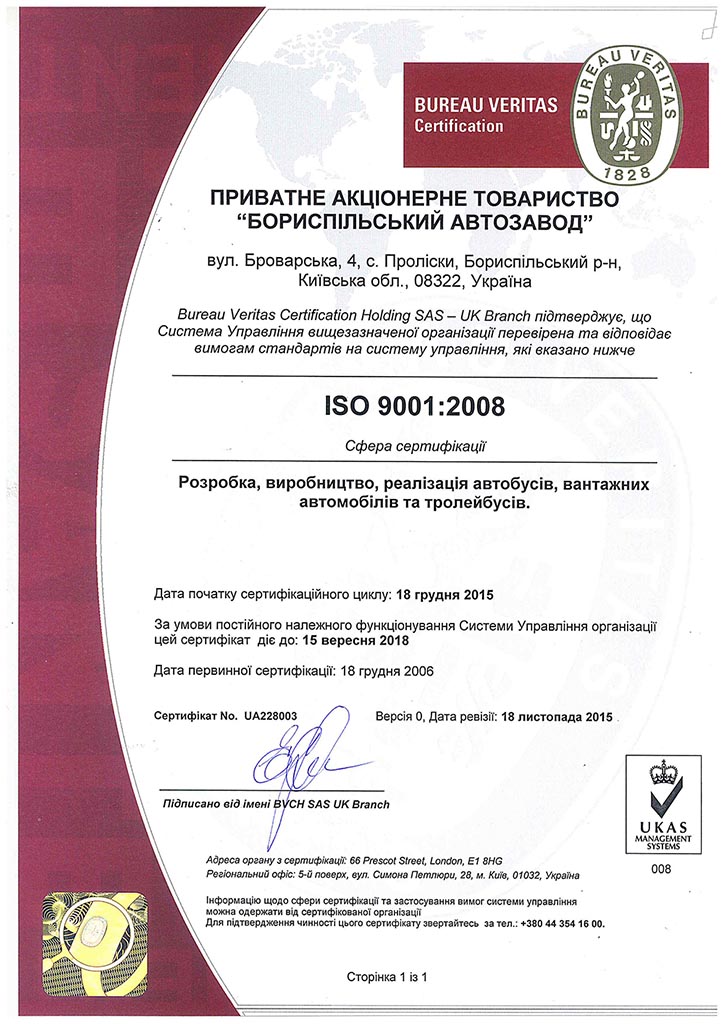 BUREAU VERITAS
Certification
BUREAU VERITAS
1828
ПРИВАТНЕ АКЦІОНЕРНЕ ТОВАРИСТВО
“БОРИСПІЛЬСЬКИЙ АВТОЗАВОД”
вул. Броварська, 4, с. Проліски, Бориспільський р-н,
Київська обл., 08322, Україна
Bureau Veritas Certification Holding SAS – UK Branch підтверджує, що
Система Управління вищезазначеної організації перевірена та відповідає
вимогам стандартів на систему управління, які вказано нижче
ISO 9001:2008
Сфера сертифікації
Розробка, виробництво, реалізація автобусів, вантажних
автомобілів та тролейбусів.
Дата початку сертифікаційного циклу: 18 грудня 2015
За умови постійного належного функціонування Системи Управління організації
цей сертифікат діє до: 15 вересня 2018
Дата первинної сертифікації: 18 грудня 2006
Сертифікат No. UA228003 Версія 0, Дата ревізії: 18 листопада 2015
Підписано від імені BVCH SAS UK Branch
UKAS
MANAGEMENT
SYSTEMS
008
Адреса органу з сертифікації: 66 Prescot Street, London, E1 8HG
Регіональний офіс: 5-й поверх, вул. Симона Петлюри, 28, м. Київ, 01032, Україна
Інформацію щодо сфери сертифікації та застосування вимог системи управління
можна одержати від сертифікованої організації
Для підтвердження чинності цього сертифікату звертайтесь за тел.: +380 44 354 16 00.
Сторінка 1 із 1